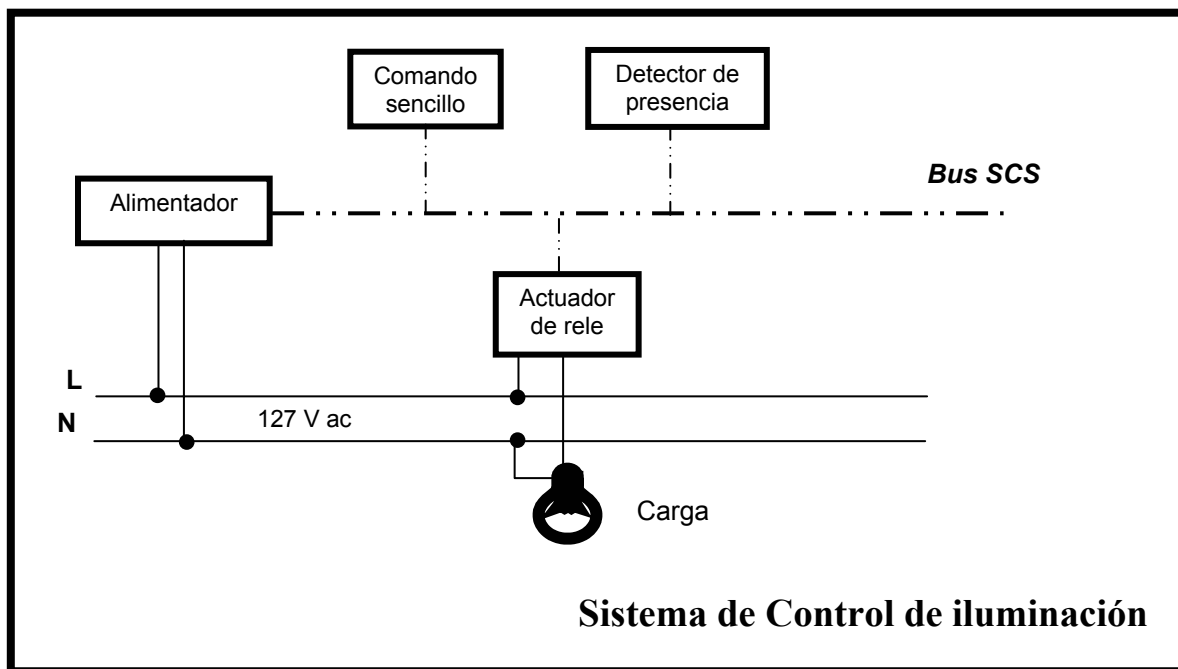 Comando
sencillo
Detector de
presencia
Bus SCS
Alimentador
Actuador
de rele
L
N
127 V ac
Carga
Sistema de Control de iluminación